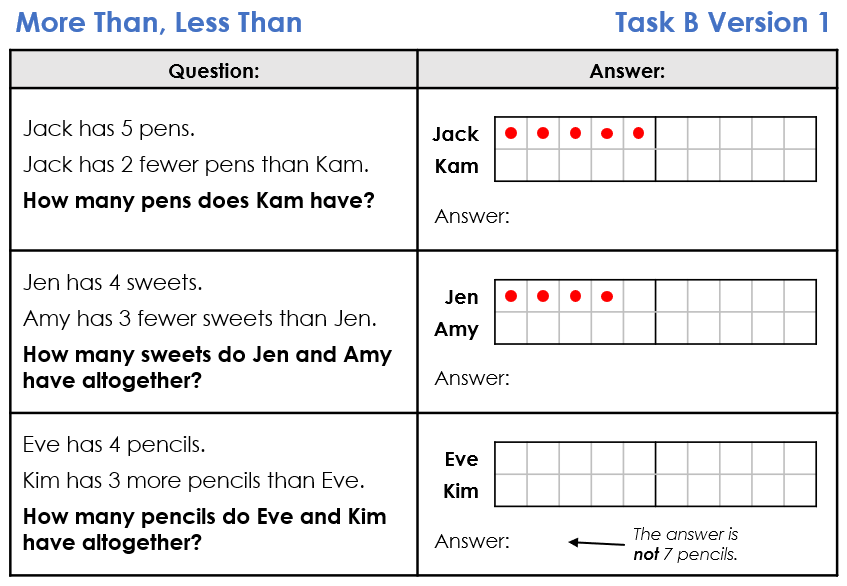 More Than, Less Than
Task B Version 1
Question:
Answer:
Jack has 5 pens.
Jack has 2 fewer pens than Kam.
How many pens does Kam have?
Jack
Kam
Answer:
Jen has 4 sweets.
Amy has 3 fewer sweets than Jen.
How many sweets do Jen and Amy
have altogether?
Jen
Amy
Answer:
Eve has 4 pencils.
Kim has 3 more pencils than Eve.
How many pencils do Eve and Kim
have altogether?
Eve
Kim
Answer:
The answer is
not 7 pencils.